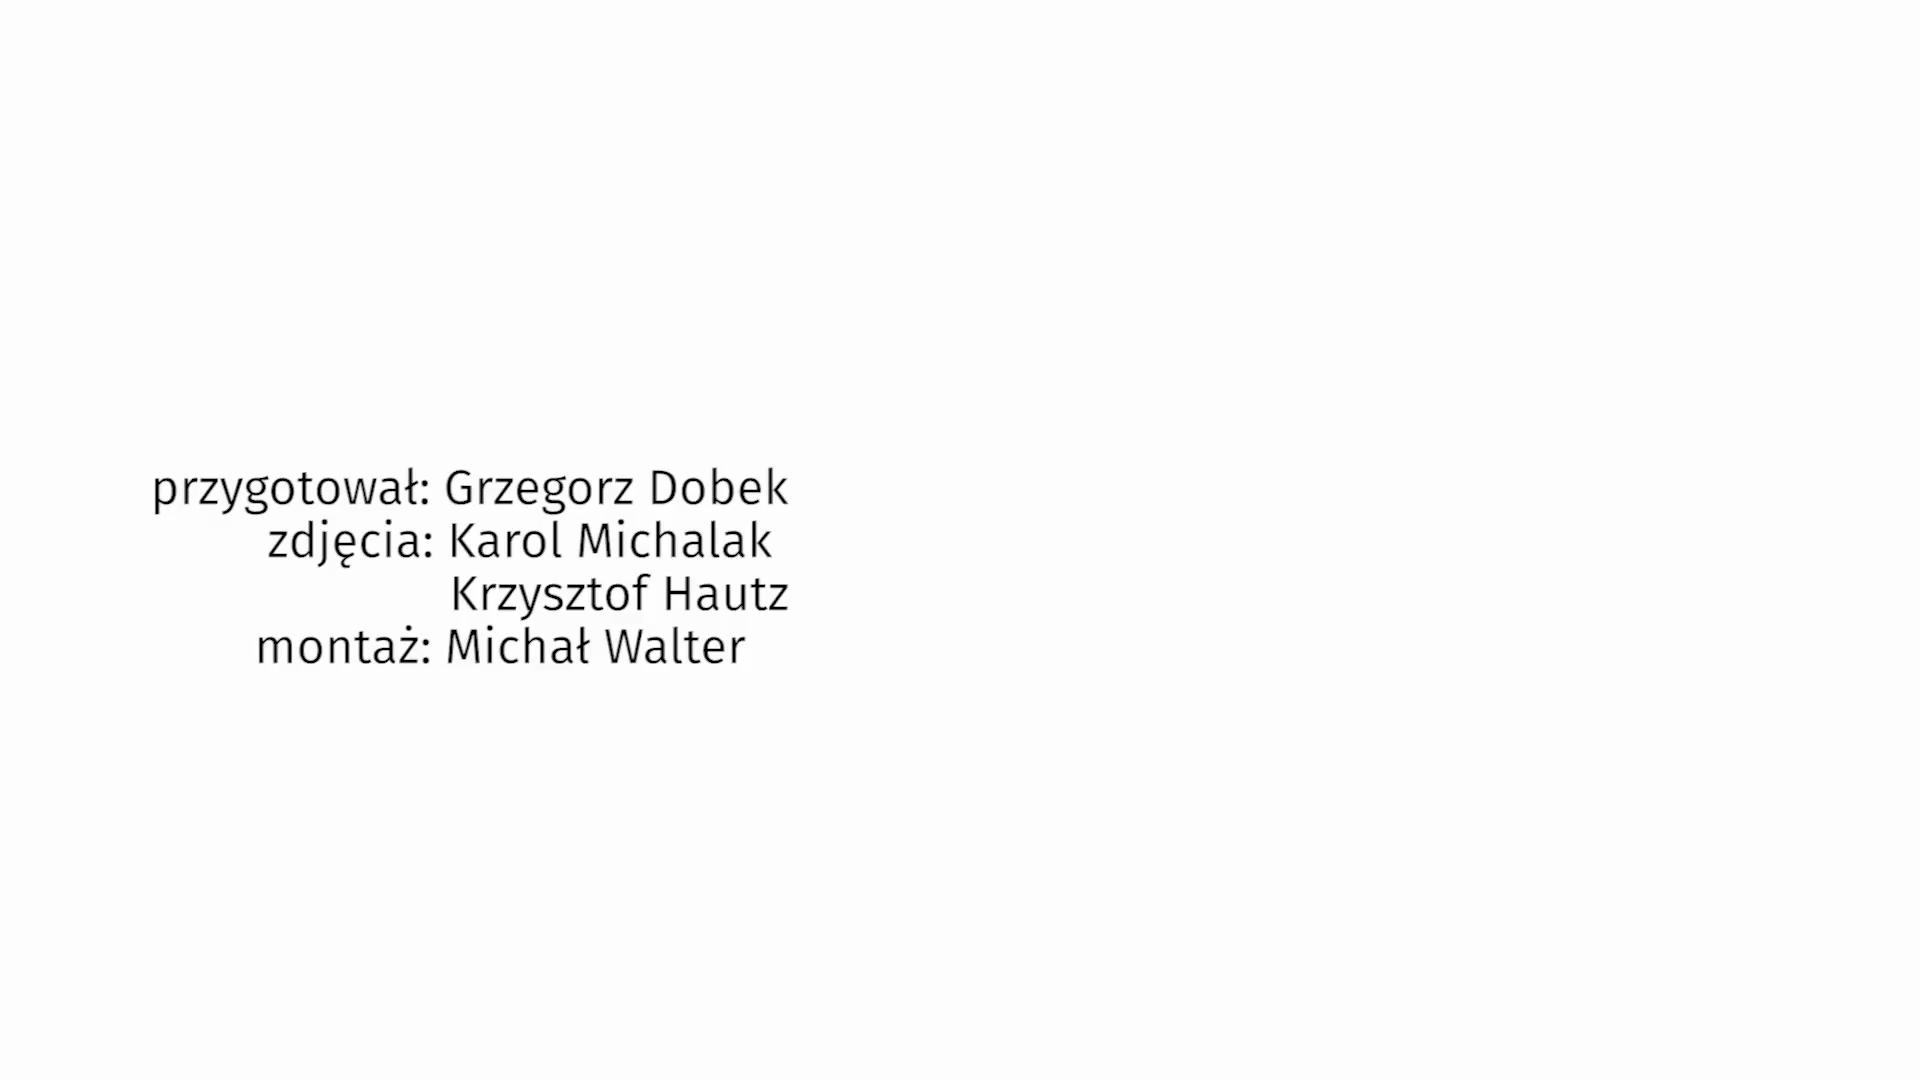 przygotował: Grzegorz Dobek
zdjęcia: Karol Michalak
Krzysztof Hautz
montaż: Michał Walter